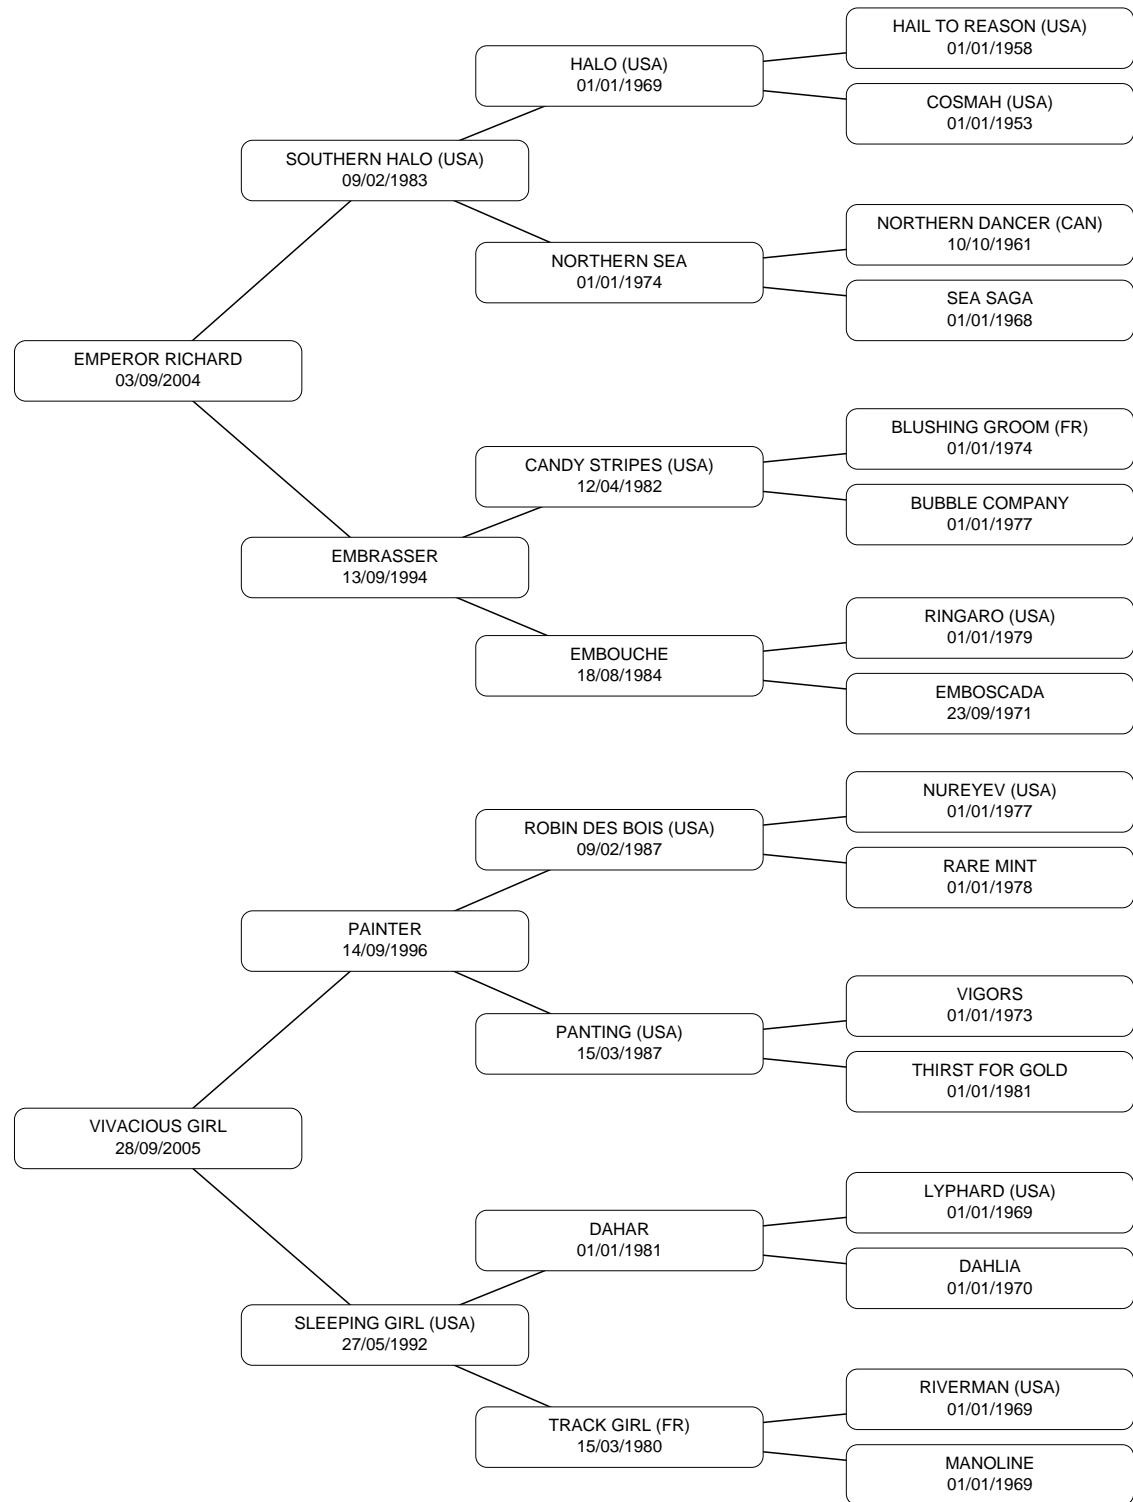 HAIL TO REASON (USA)
01/01/1958
HALO (USA)
01/01/1969
COSMAH (USA)
01/01/1953
SOUTHERN HALO (USA)
09/02/1983
NORTHERN DANCER (CAN)
10/10/1961
NORTHERN SEA
01/01/1974
SEA SAGA
01/01/1968
EMPEROR RICHARD
03/09/2004
BLUSHING GROOM (FR)
01/01/1974
CANDY STRIPES (USA)
12/04/1982
BUBBLE COMPANY
01/01/1977
EMBRASSER
13/09/1994
RINGARO (USA)
01/01/1979
EMBOUCHE
18/08/1984
EMBOSCADA
23/09/1971
NUREYEV (USA)
01/01/1977
ROBIN DES BOIS (USA)
09/02/1987
RARE MINT
01/01/1978
PAINTER
14/09/1996
VIGORS
01/01/1973
PANTING (USA)
15/03/1987
THIRST FOR GOLD
01/01/1981
VIVACIOUS GIRL
28/09/2005
LYPHARD (USA)
01/01/1969
DAHAR
01/01/1981
DAHLIA
01/01/1970
SLEEPING GIRL (USA)
27/05/1992
RIVERMAN (USA)
01/01/1969
TRACK GIRL (FR)
15/03/1980
MANOLINE
01/01/1969